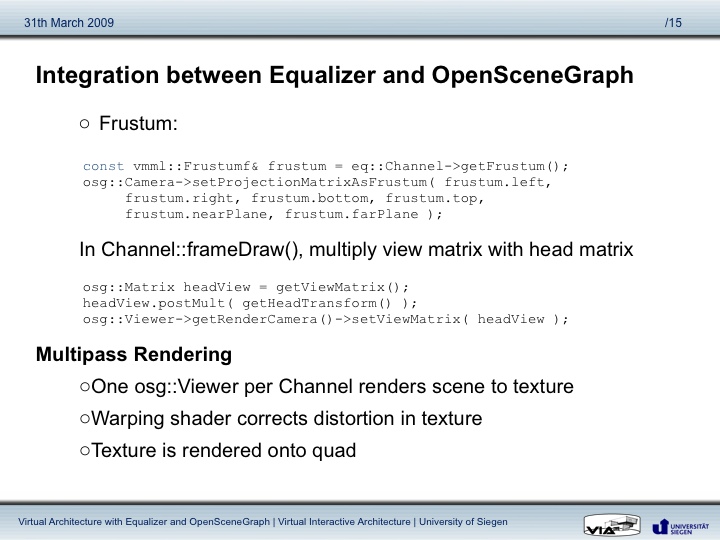 31th March 2009 /15
Integration between Equalizer and OpenSceneGraph
○ Frustum:
const vmml::Frustumf& frustum = eq::Channel->getFrustum();
osg::Camera->setProjectionMatrixAsFrustum( frustum.left,
frustum.right, frustum.bottom, frustum.top,
frustum.nearPlane, frustum.farPlane );
In Channel::frameDraw(), multiply view matrix with head matrix
osg::Matrix headView = getViewMatrix();
headView.postMult( getHeadTransform() );
osg::Viewer->getRenderCamera()->setViewMatrix( headView );
Multipass Rendering
○One osg::Viewer per Channel renders scene to texture
○Warping shader corrects distortion in texture
○Texture is rendered onto quad
Virtual Architecture with Equalizer and OpenSceneGraph | Virtual Interactive Architecture | University of Siegen
VIA
UNIVERSITÄT
SIEGEN